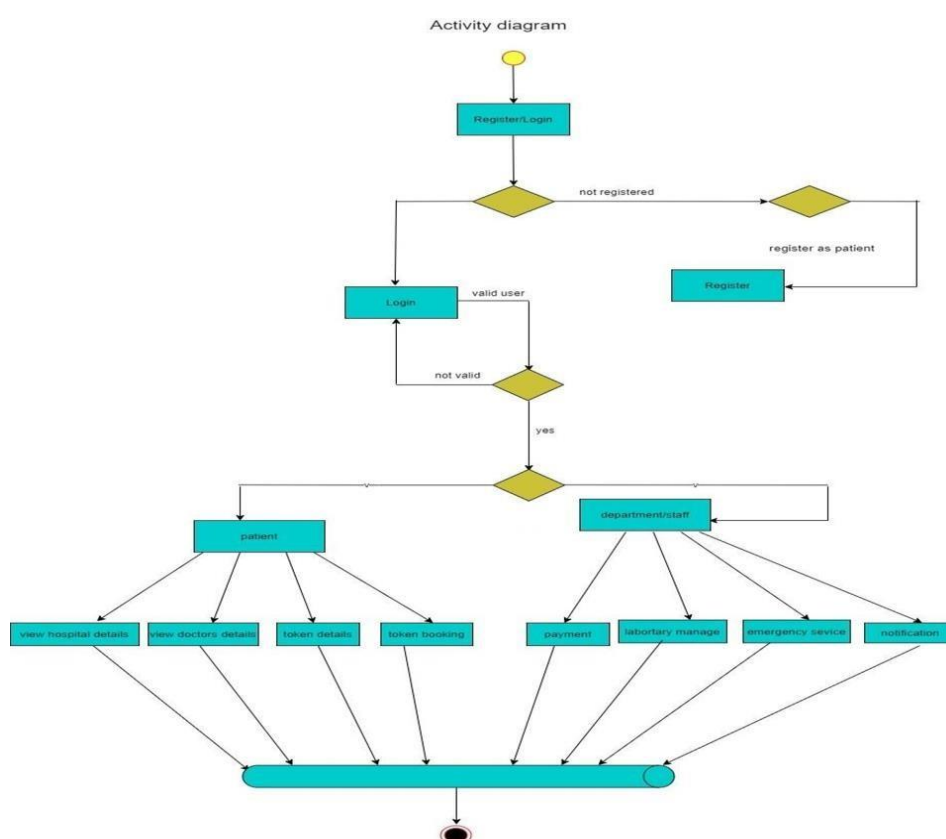 Activity diagram
Register/Login
not registered
register as patient
Register
valid user
Login
not valid
yes
department/staff
patient
view hospital details
view doctors details
token details
token booking
payment
labortary manage
emergency sevice
notification